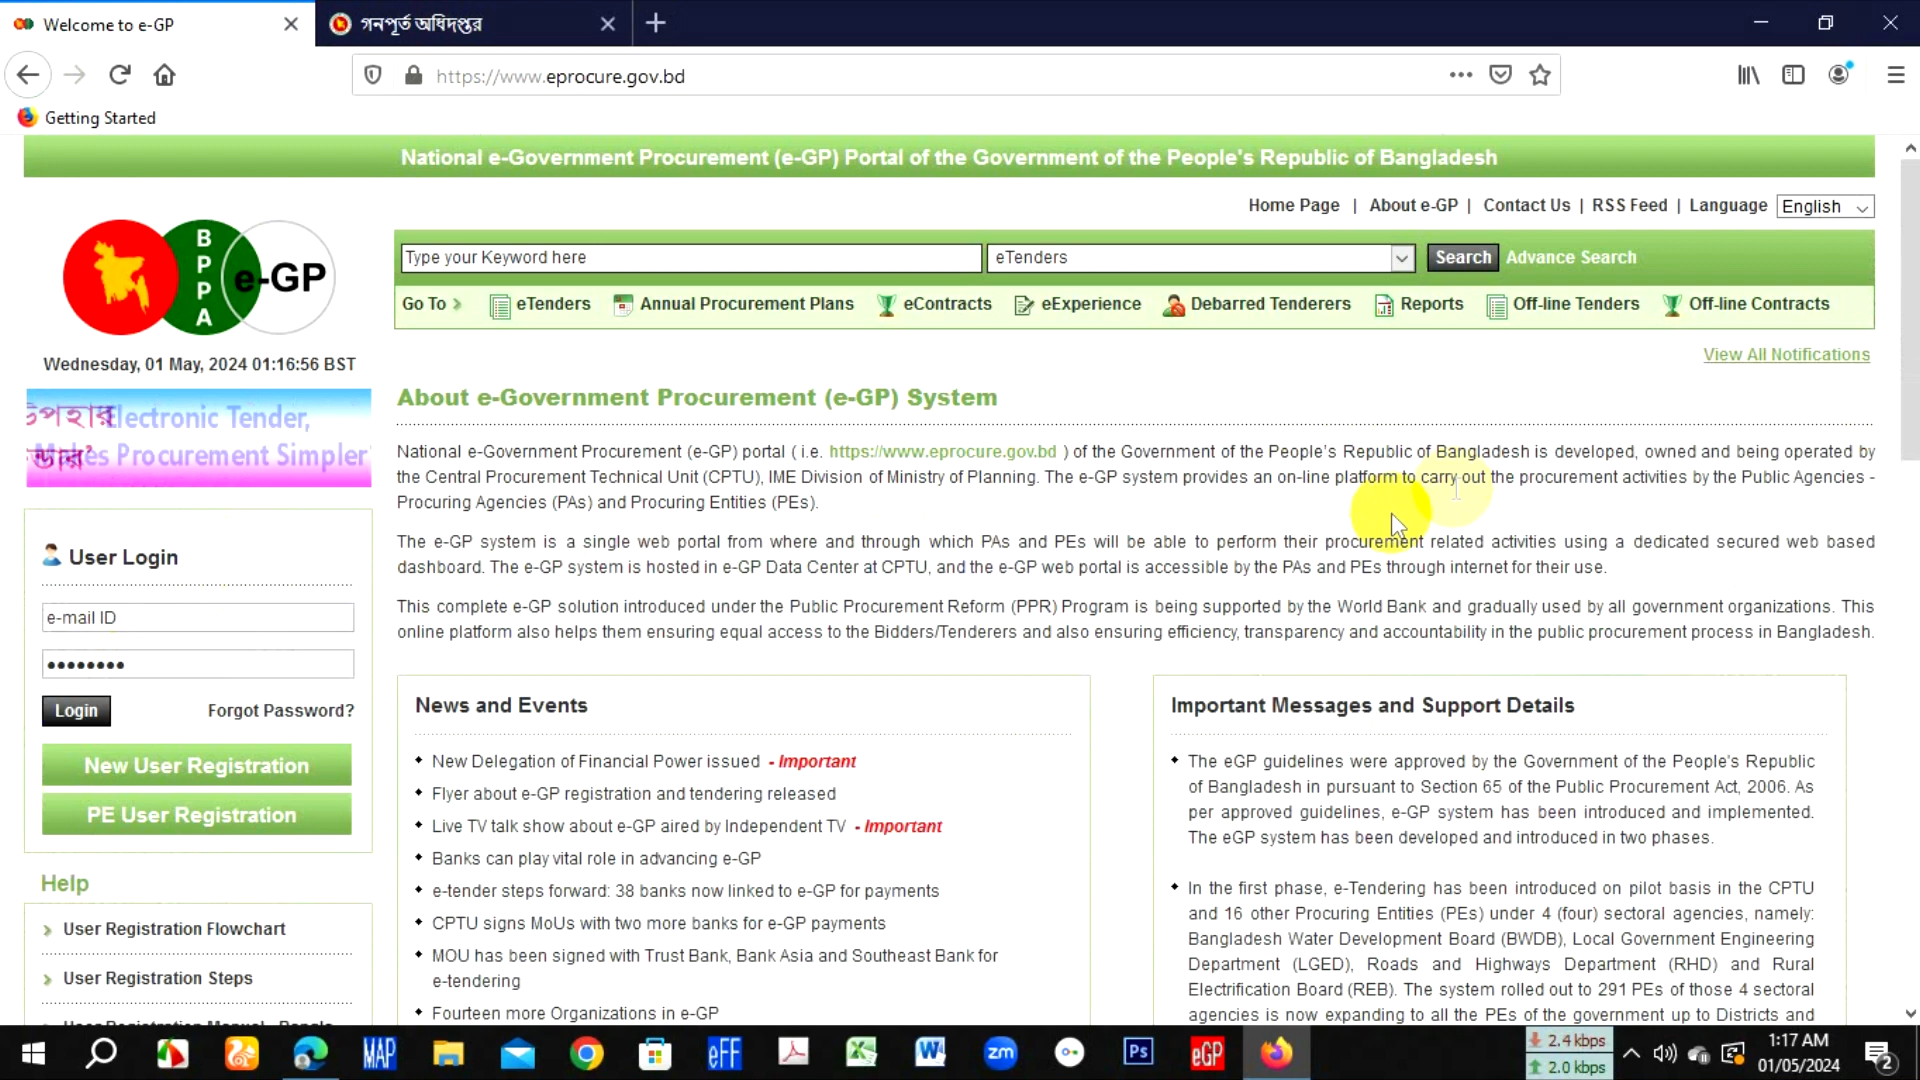 Welcome to e-GP
গনপূর্ত অধিদপ্তর
https://www.eprocure.gov.bd
Getting Started
National e-Government Procurement (e-GP) Portal of the Government of the People's Republic of Bangladesh
Home Page | About e-GP | Contact Us | RSS Feed | Language English
B
P
P
A
e-GP
Type your Keyword here eTenders Search Advance Search
Go To eTenders Annual Procurement Plans eContracts eExperience Debarred Tenderers Reports Off-line Tenders Off-line Contracts
Wednesday, 01 May, 2024 01:16:56 BST
View All Notifications
lectronic Tender,
es Procurement Simpler
About e-Government Procurement (e-GP) System
National e-Government Procurement (e-GP) portal ( i.e. https://www.eprocure.gov.bd ) of the Government of the People's Republic of Bangladesh is developed, owned and being operated by
the Central Procurement Technical Unit (CPTU), IME Division of Ministry of Planning. The e-GP system provides an on-line platform to carry out the procurement activities by the Public Agencies -
Procuring Agencies (PAs) and Procuring Entities (PEs).
The e-GP system is a single web portal from where and through which PAs and PEs will be able to perform their procurement related activities using a dedicated secured web based
dashboard. The e-GP system is hosted in e-GP Data Center at CPTU, and the e-GP web portal is accessible by the PAs and PEs through internet for their use.
This complete e-GP solution introduced under the Public Procurement Reform (PPR) Program is being supported by the World Bank and gradually used by all government organizations. This
online platform also helps them ensuring equal access to the Bidders/Tenderers and also ensuring efficiency, transparency and accountability in the public procurement process in Bangladesh.
User Login
e-mail ID
Login Forgot Password?
New User Registration
PE User Registration
Help
User Registration Flowchart
User Registration Steps
News and Events
New Delegation of Financial Power issued - Important
Flyer about e-GP registration and tendering released
Live TV talk show about e-GP aired by Independent TV - Important
Banks can play vital role in advancing e-GP
e-tender steps forward: 38 banks now linked to e-GP for payments
CPTU signs MoUs with two more banks for e-GP payments
MOU has been signed with Trust Bank, Bank Asia and Southeast Bank for
e-tendering
Fourteen more Organizations in e-GP
Important Messages and Support Details
The eGP guidelines were approved by the Government of the People's Republic
of Bangladesh in pursuant to Section 65 of the Public Procurement Act, 2006. As
per approved guidelines, e-GP system has been introduced and implemented.
The eGP system has been developed and introduced in two phases.
In the first phase, e-Tendering has been introduced on pilot basis in the CPTU
and 16 other Procuring Entities (PEs) under 4 (four) sectoral agencies, namely:
Bangladesh Water Development Board (BWDB), Local Government Engineering
Department (LGED), Roads and Highways Department (RHD) and Rural
Electrification Board (REB). The system rolled out to 291 PEs of those 4 sectoral
agencies is now expanding to all the PEs of the government up to Districts and
MAP eFF zm Ps eGP
2.4 kbps
2.0 kbps
1:17 AM
01/05/2024
2